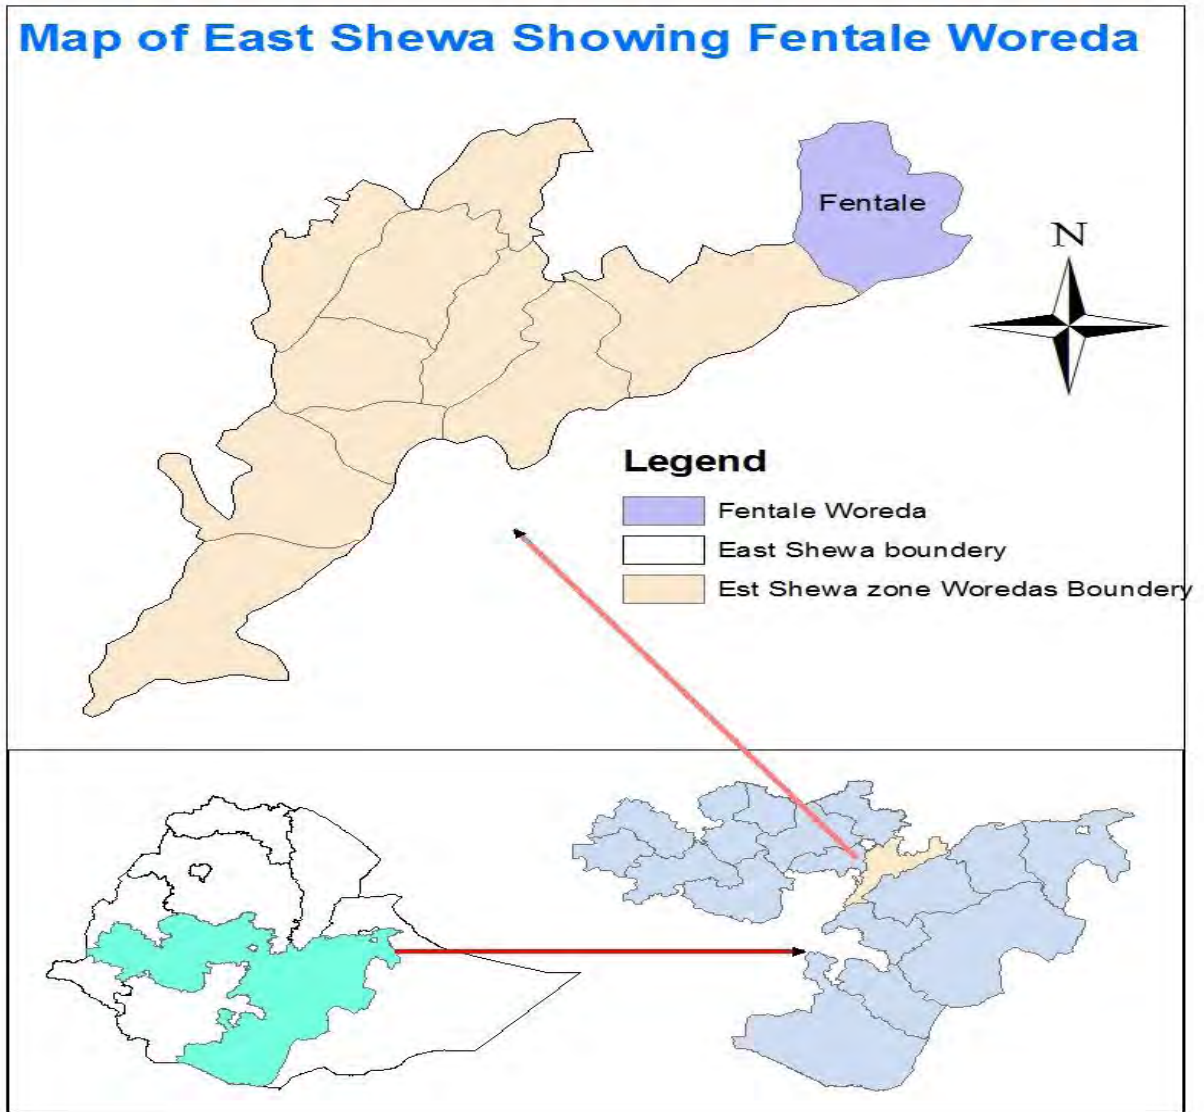 Map of East Shewa Showing Fentale Woreda
Fentale
N
Legend
Fentale Woreda
East Shewa boundery
Est Shewa zone Woredas Boundery